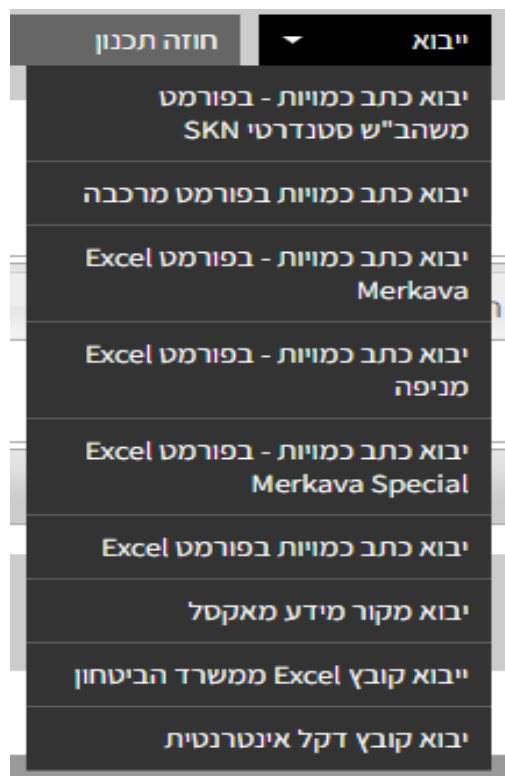 ייבוא
חוזה תכנון
יבוא כתב כמויות - בפורמט
משהב"ש סטנדרטי SKN
יבוא כתב כמויות בפורמט מרכבה
יבוא כתב כמויות - בפורמט Excel
Merkava
יבוא כתב כמויות - בפורמט Excel
מניפה
יבוא כתב כמויות - בפורמט Excel
Merkava Special
יבוא כתב כמויות בפורמט Excel
יבוא מקור מידע מאקסל
ייבוא קובץ Excel ממשרד הביטחון
יבוא קובץ דקל אינטרנטית